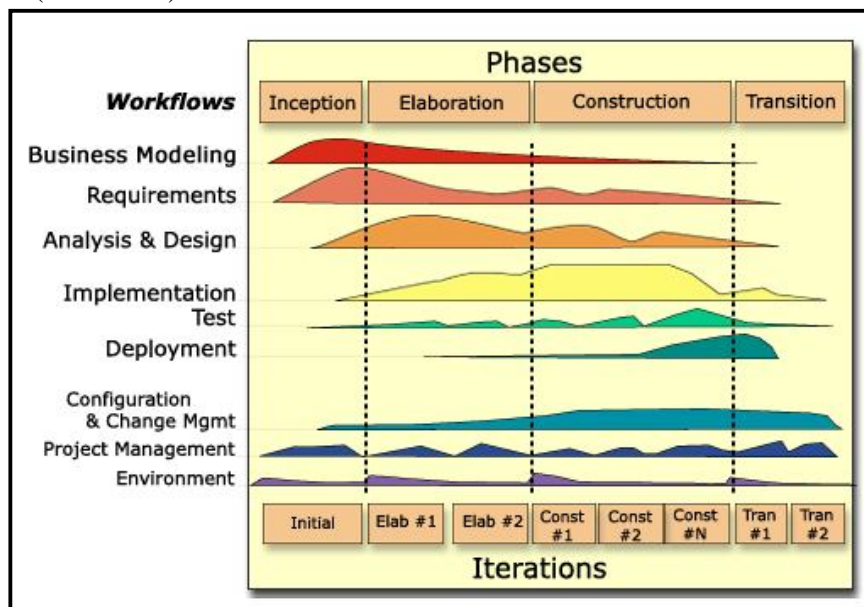 Phases
Workflows
Inception
Elaboration
Construction
Transition
Business Modeling
Requirements
Analysis & Design
Implementation
Test
Deployment
Configuration
& Change Mgmt
Project Management
Environment
Initial
Elab #1
Elab #2
Const
#1
Const
#2
Const
#N
Tran
#1
Tran
#2
Iterations